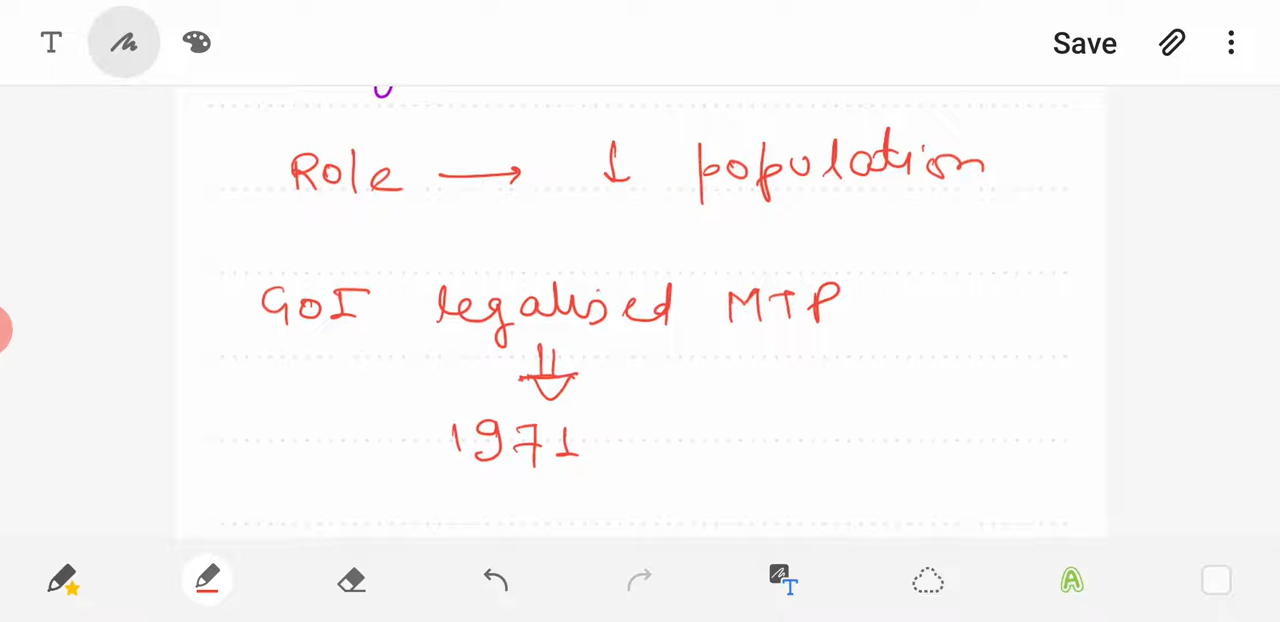 Save
Role → ↓ population
GOI legalised MTP
⇓
1971